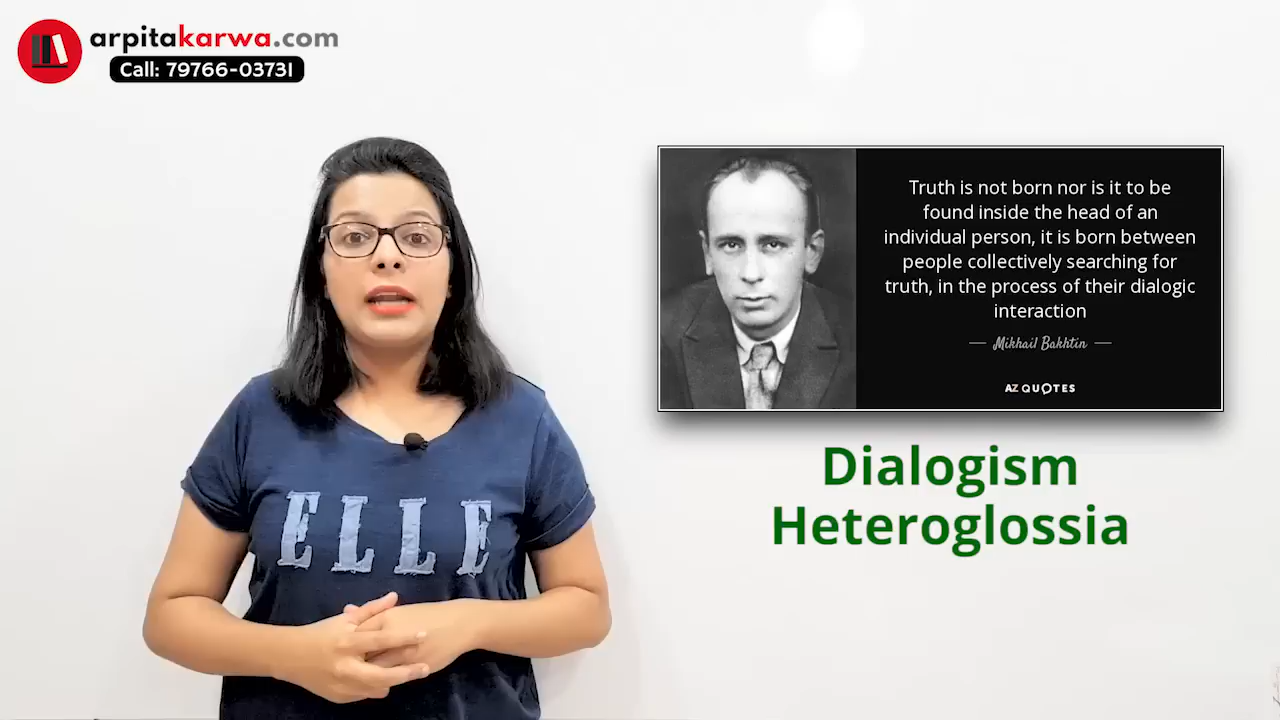 arpitakarwa.com
Call: 79766-03731
Truth is not born nor is it to be
found inside the head of an
individual person, it is born between
people collectively searching for
truth, in the process of their dialogic
interaction
— Mikhail Bakhtin —
AZ QUOTES
Dialogism
Heteroglossia
ELLE